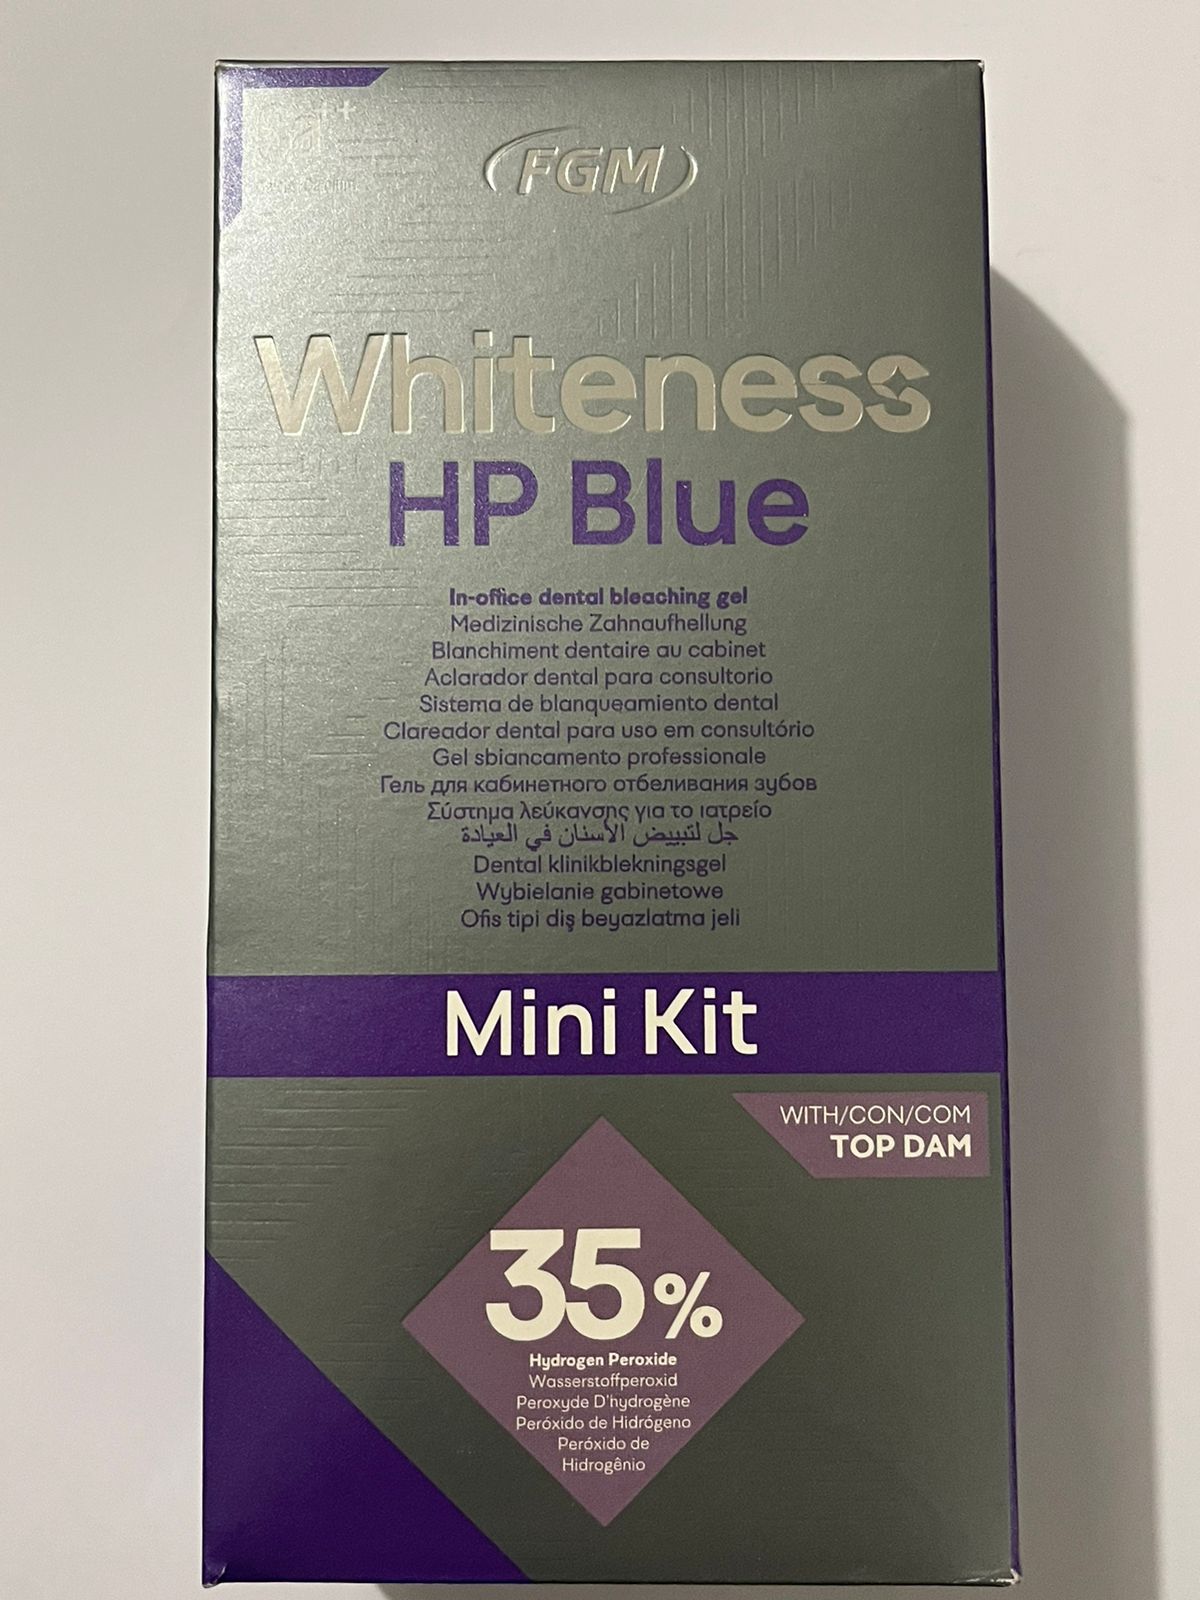 FGM
Whiteness
HP Blue
In-office dental bleaching gel
Medizinische Zahnaufhellung
Blanchiment dentaire au cabinet
Aclarador dental para consultorio
Sistema de blanqueamiento dental
Clareador dental para uso em consultório
Gel sbiancamento professionale
Гель для кабинетного отбеливания зубов
Σύστημα λεύκανσης για το ιατρείο
جل لتبييض الأسنان في العيادة
Dental klinikblekningsgel
Wybielanie gabinetowe
Ofis tipi diş beyazlatma jeli
Mini Kit
WITH/CON/COM
TOP DAM
35%
Hydrogen Peroxide
Wasserstoffperoxid
Peroxyde D'hydrogène
Peróxido de Hidrógeno
Peróxido de
Hidrogênio